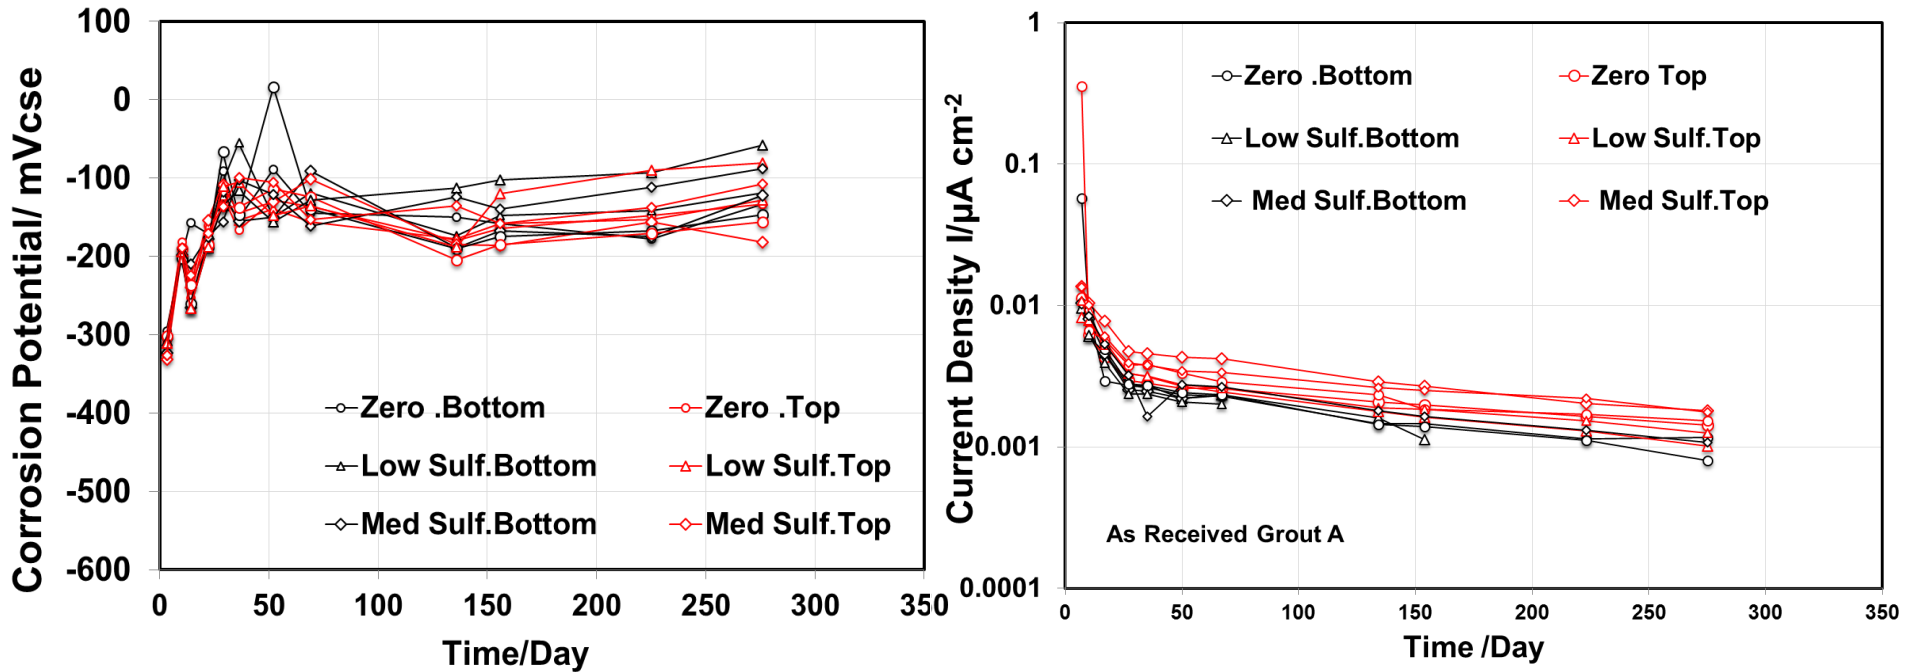 Corrosion Potential/ mVcse
100
0
-100
-200
-300
-400
-500
-600
Zero .Bottom
Zero .Top
Low Sulf.Bottom
Low Sulf.Top
Med Sulf.Bottom
Med Sulf.Top
0 50 100 150 200 250 300 350
Time/Day
Current Density I/µA cm-2
1
0.1
0.01
0.001
0.0001
Zero .Bottom
Zero Top
Low Sulf.Bottom
Low Sulf.Top
Med Sulf.Bottom
Med Sulf.Top
As Received Grout A
0 50 100 150 200 250 300 350
Time /Day